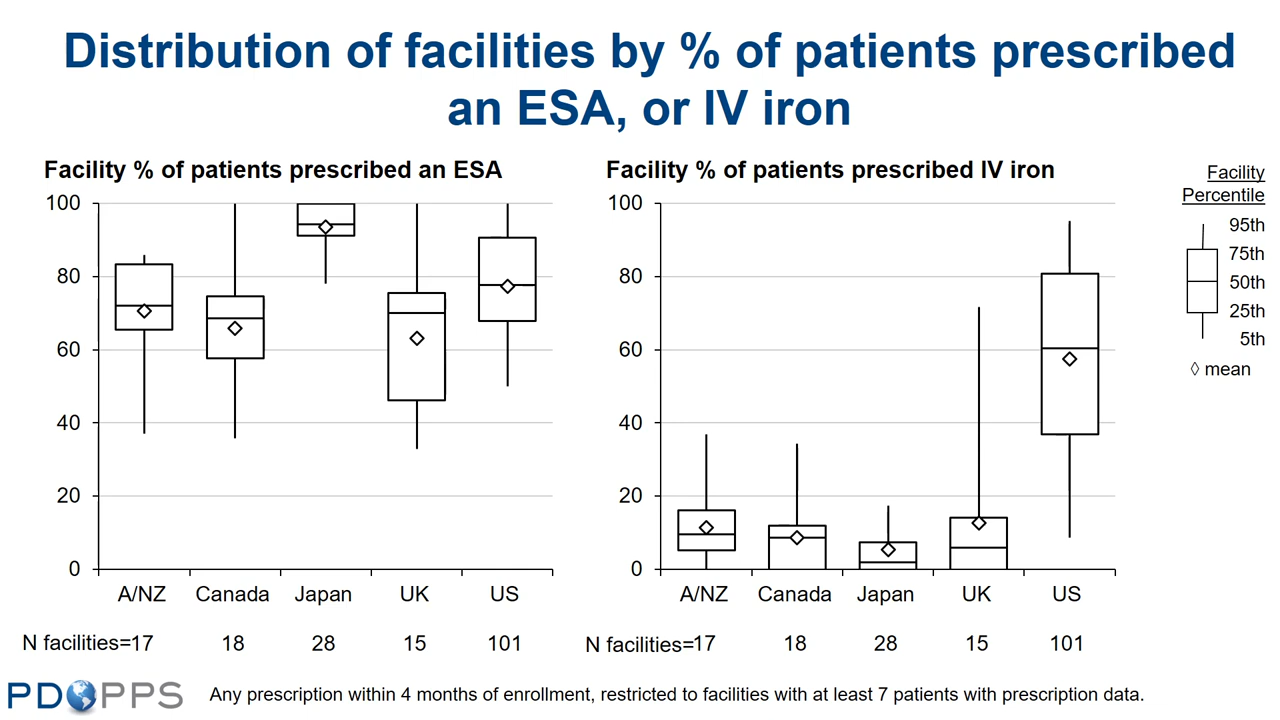 Distribution of facilities by % of patients prescribed
an ESA, or IV iron
Facility % of patients prescribed an ESA
100
80
60
40
20
0
A/NZ Canada Japan UK US
N facilities=17 18 28 15 101
Facility % of patients prescribed IV iron
100
80
60
40
20
0
A/NZ Canada Japan UK US
N facilities=17 18 28 15 101
Facility
Percentile
95th
75th
50th
25th
5th
◊ mean
PDOPPS
Any prescription within 4 months of enrollment, restricted to facilities with at least 7 patients with prescription data.